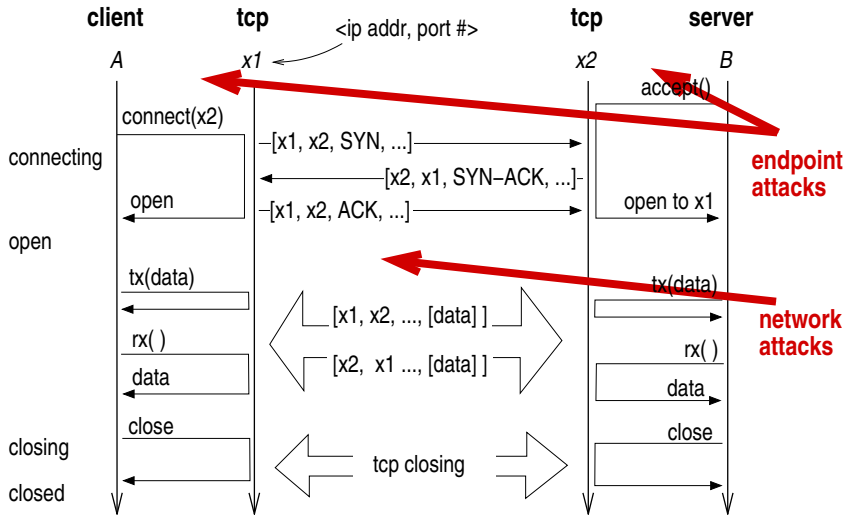 client tcp <ip addr, port #> tcp server
A x1 x2 B
accept()
connect(x2)
connecting
[x1, x2, SYN, ...]
endpoint
attacks
[x2, x1, SYN–ACK, ...]
open [x1, x2, ACK, ...] open to x1
open
tx(data) tx(data)
[x1, x2, ..., [data] ]
network
attacks
rx( ) rx( )
[x2, x1 ..., [data] ]
data data
close close
closing
tcp closing
closed